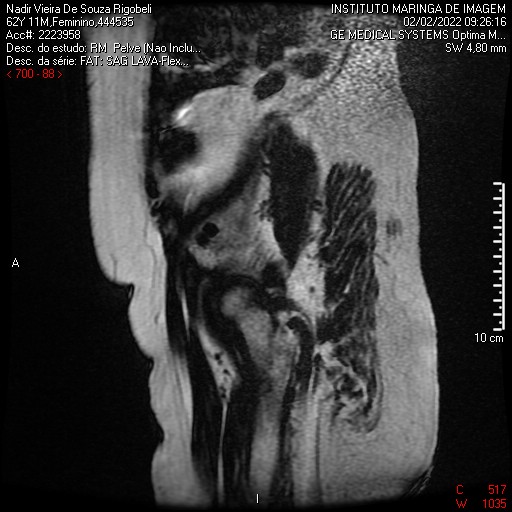 Nadir Vieira De Souza Rigobeli
62Y 11M,Feminino,444535
Acc#: 2223958
Desc. do estudo: RM  Pelve (Nao Inclu...
Desc. da série: FAT: SAG LAVA-Flex...
< 700 - 88 >
INSTITUTO MARINGA DE IMAGEM
02/02/2022 09:26:16
GE MEDICAL SYSTEMS Optima M...
SW 4,80 mm
A
10 cm
I
C 517
W 1035